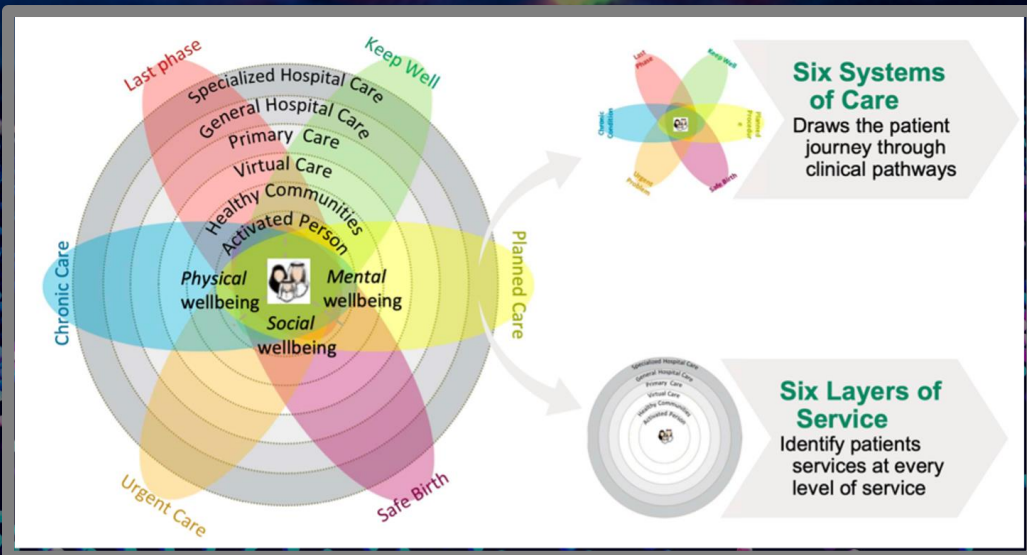 Last phase
Keep Well
Specialized Hospital Care
General Hospital Care
Primary Care
Virtual Care
Healthy Communities
Activated Person
Chronic Care
Planned Care
Physical
wellbeing
Mental
wellbeing
Social
wellbeing
Urgent Care
Safe Birth
Last
Phase
Keep Well
Chronic
Condition
Planned
Procedur
e
Urgent
Problem
Safe Birth
Six Systems
of Care
Draws the patient
journey through
clinical pathways
Specialized Hospital Care
General Hospital Care
Primary Care
Virtual Care
Healthy Communities
Activated Person
Six Layers of
Service
Identify patients
services at every
level of service